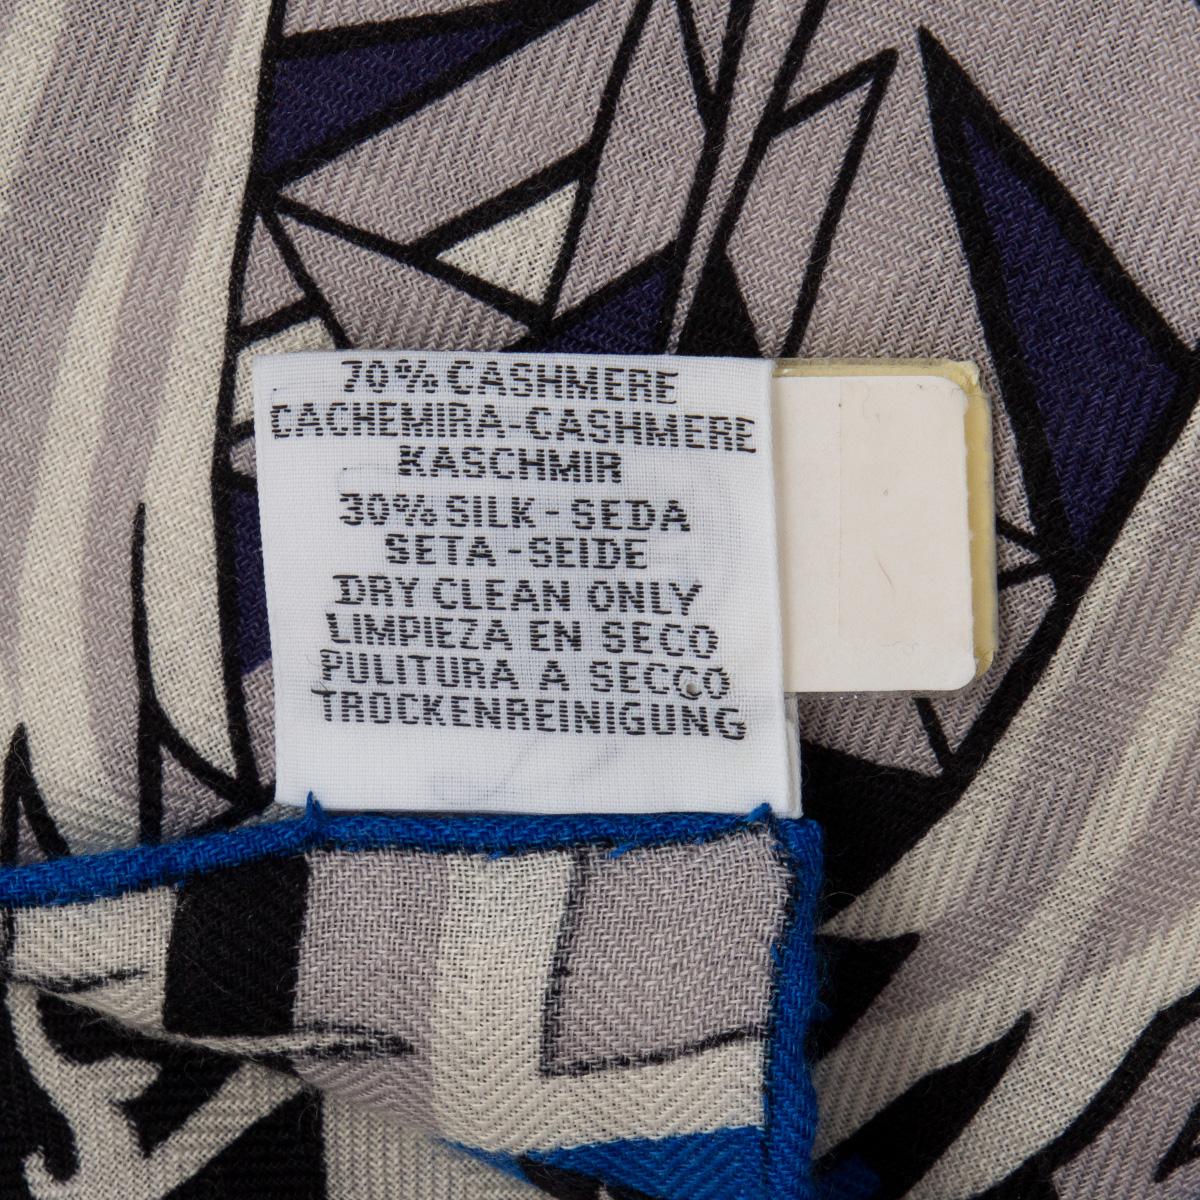 70% CASHMERE
CACHEMIRA-CASHMERE
KASCHMIR
30% SILK - SEDA
SETA - SEIDE
DRY CLEAN ONLY
LIMPIEZA EN SECO
PULITURA A SECCO
TROCKENREINIGUNG